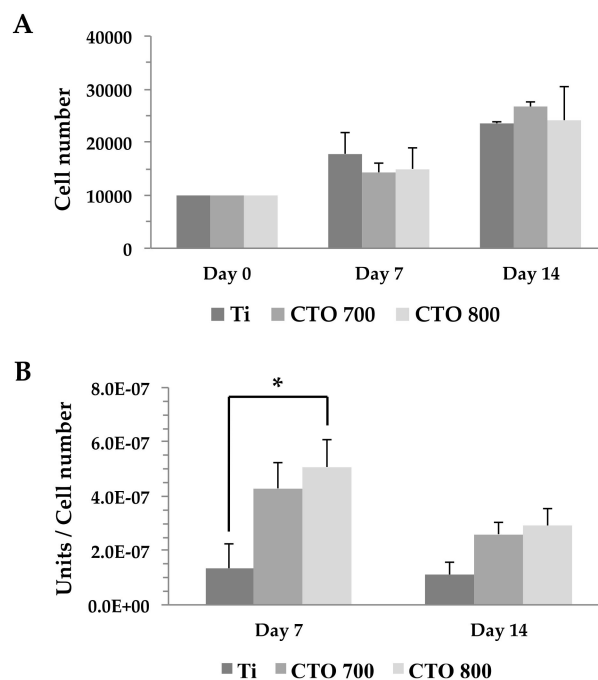 A
40000
30000
20000
10000
0
Cell number
Day 0 Day 7 Day 14
Ti CTO 700 CTO 800
B
8.0E-07
6.0E-07
4.0E-07
2.0E-07
0.0E+00
Units / Cell number
*
Day 7 Day 14
Ti CTO 700 CTO 800